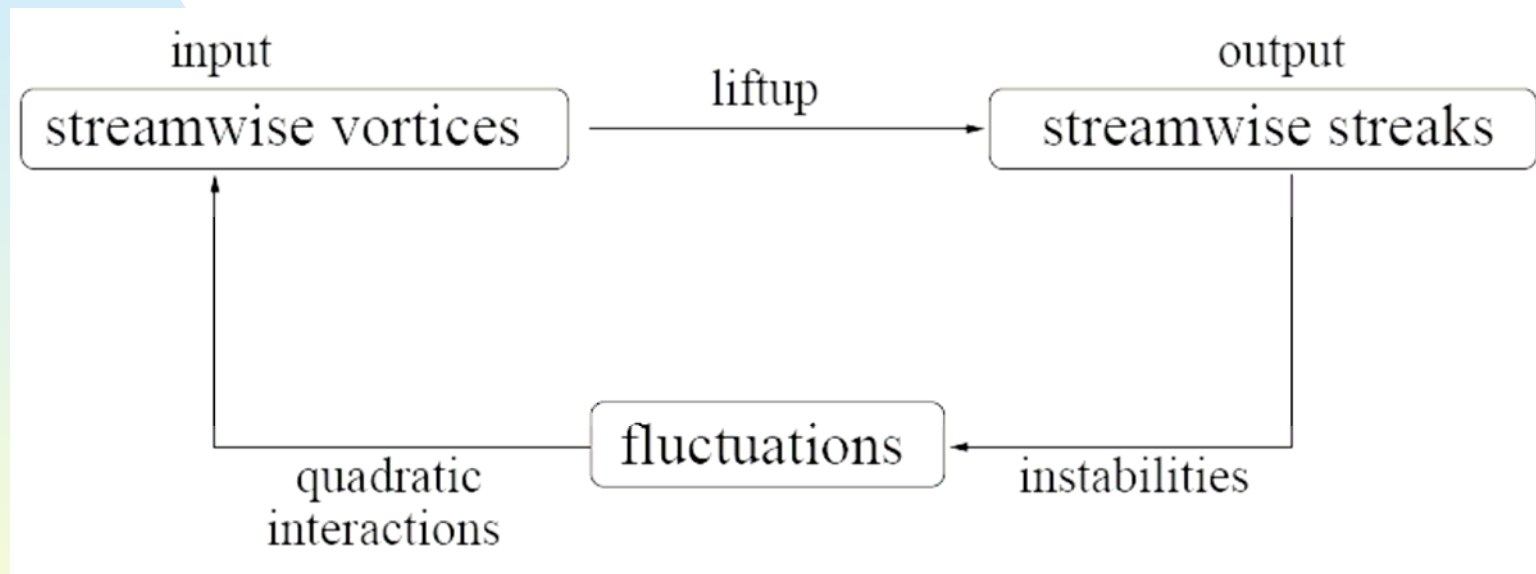 input
output
streamwise vortices
liftup
streamwise streaks
fluctuations
quadratic
interactions
instabilities